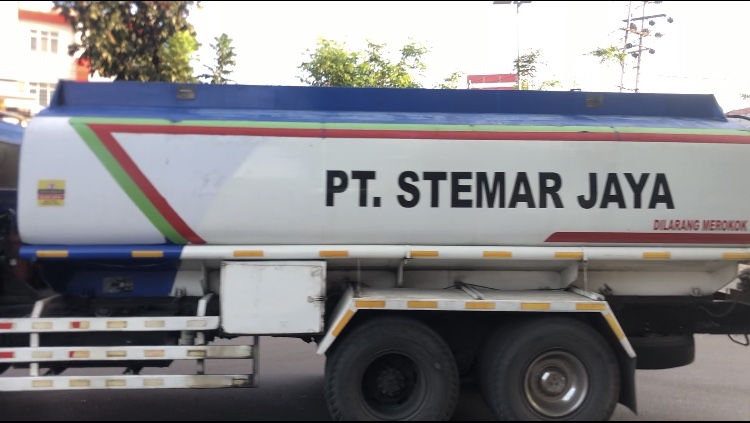 PT. STEMAR JAYA
DILARANG MEROKOK